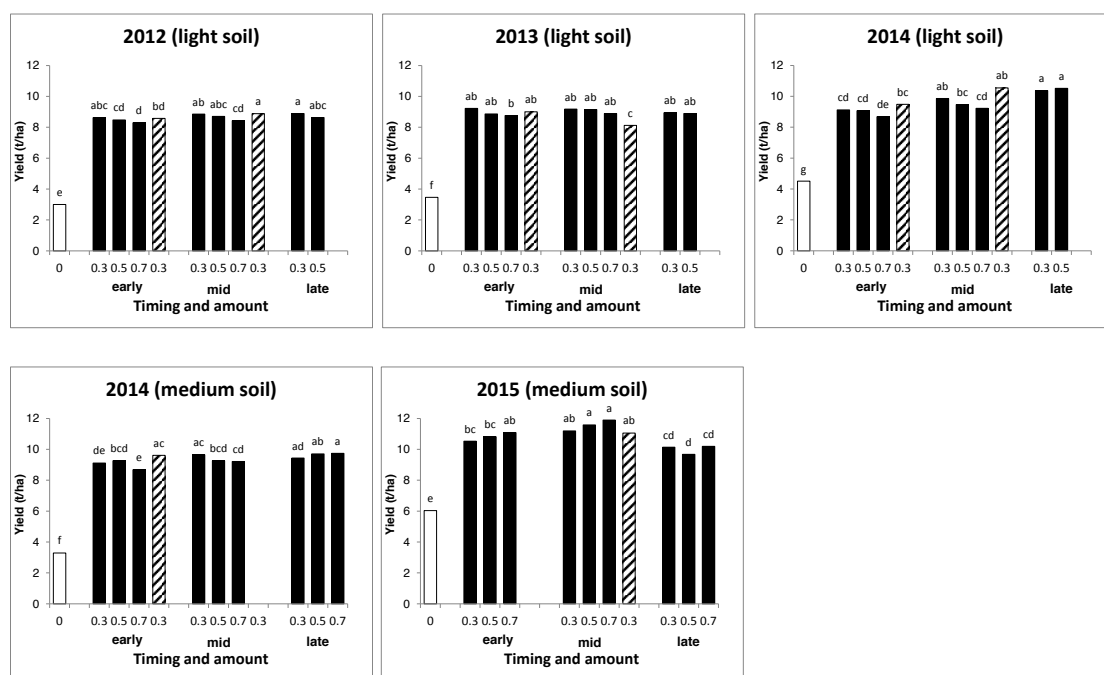 2012 (light soil)
Yield (t/ha)
12
10
8
6
4
2
0
e
abc cd d bd
ab abc cd a
a abc
0 0.3 0.5 0.7 0.3 0.3 0.5 0.7 0.3 0.3 0.5
early mid late
Timing and amount
2013 (light soil)
Yield (t/ha)
12
10
8
6
4
2
0
f
ab ab b ab
ab ab ab c
ab ab
0 0.3 0.5 0.7 0.3 0.3 0.5 0.7 0.3 0.3 0.5
early mid late
Timing and amount
2014 (light soil)
Yield (t/ha)
12
10
8
6
4
2
0
g
cd cd de bc
ab bc cd ab
a a
0 0.3 0.5 0.7 0.3 0.3 0.5 0.7 0.3 0.3 0.5
early mid late
Timing and amount
2014 (medium soil)
Yield (t/ha)
12
10
8
6
4
2
0
f
de bcd e ac
ac bcd cd
ad ab a
0 0.3 0.5 0.7 0.3 0.3 0.5 0.7 0.3 0.3 0.5 0.7
early mid late
Timing and amount
2015 (medium soil)
Yield (t/ha)
12
10
8
6
4
2
0
e
bc bc ab
ab a a ab
cd d cd
0 0.3 0.5 0.7 0.3 0.5 0.7 0.3 0.3 0.5 0.7
early mid late
Timing and amount